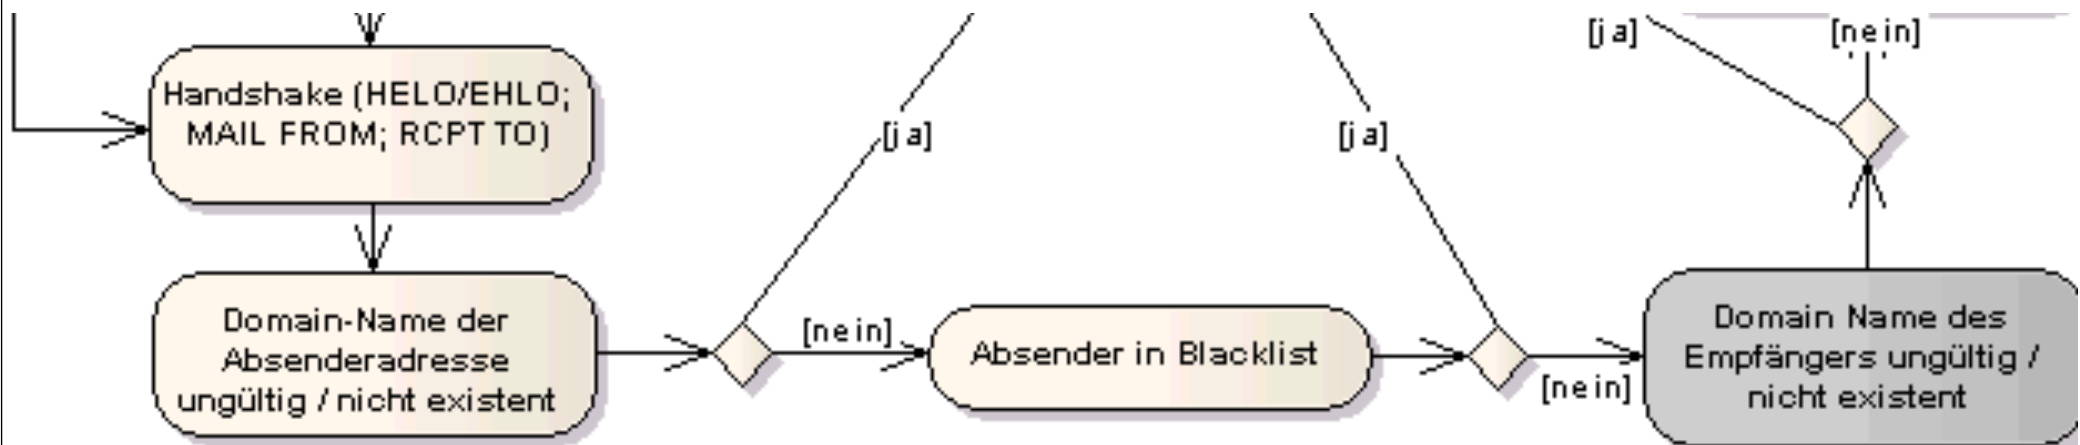 [ja]
[nein]
Handshake (HELO/EHLO;
MAIL FROM; RCPT TO)
[ja]
[ja]
Domain-Name der
Absenderadresse
ungültig / nicht existent
[nein]
Absender in Blacklist
[nein]
Domain Name des
Empfängers ungültig /
nicht existent